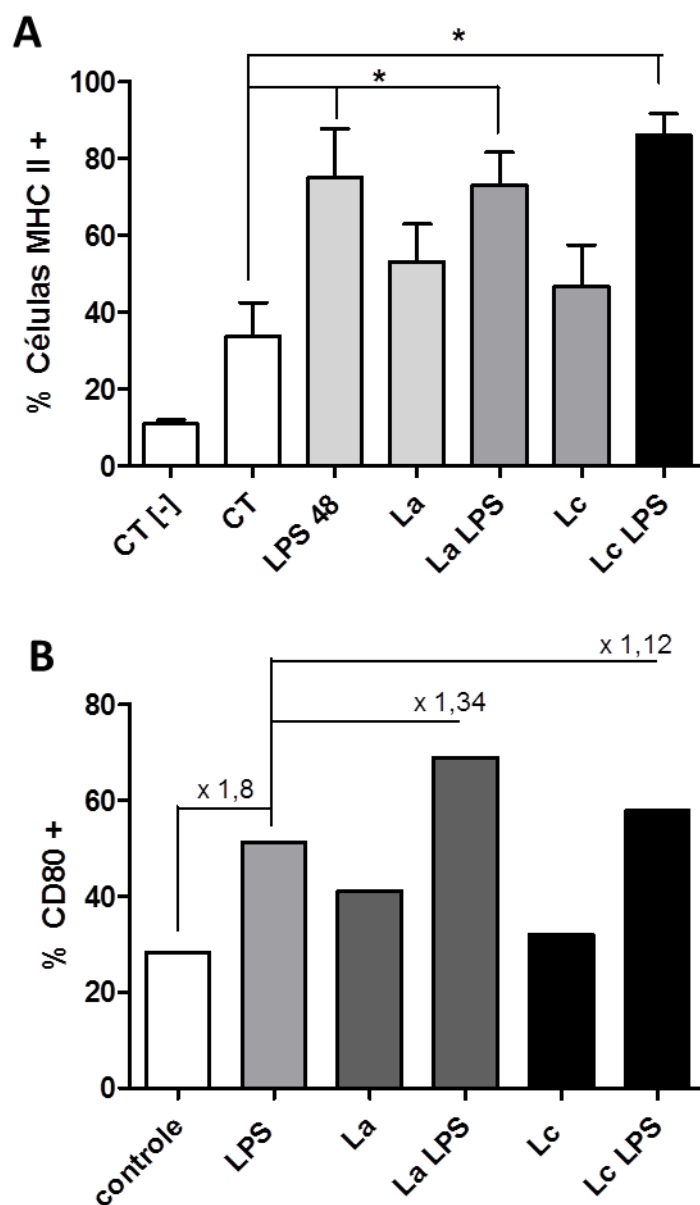 A
*
*
% Células MHC II +
100
80
60
40
20
0
CT [-]
CT
LPS 48
La
La LPS
Lc
Lc LPS
B
x 1,12
x 1,34
x 1,8
% CD80 +
80
60
40
20
0
controle
LPS
La
La LPS
Lc
Lc LPS